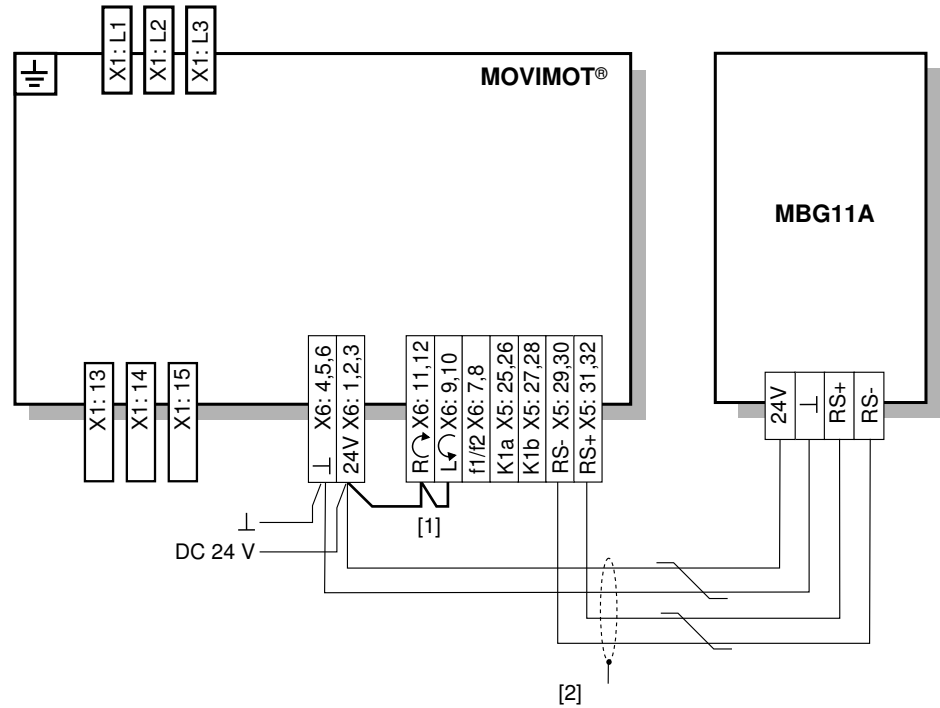 X1: L1
X1: L2
X1: L3
MOVIMOT®
MBG11A
X1: 13
X1: 14
X1: 15
⊥ X6: 4,5,6
24V X6: 1,2,3
R X6: 11,12
L X6: 9,10
f1/f2 X6: 7,8
K1a X5: 25,26
K1b X5: 27,28
RS- X5: 29,30
RS+ X5: 31,32
24V
⊥
RS+
RS-
⊥
DC 24 V
[1]
[2]